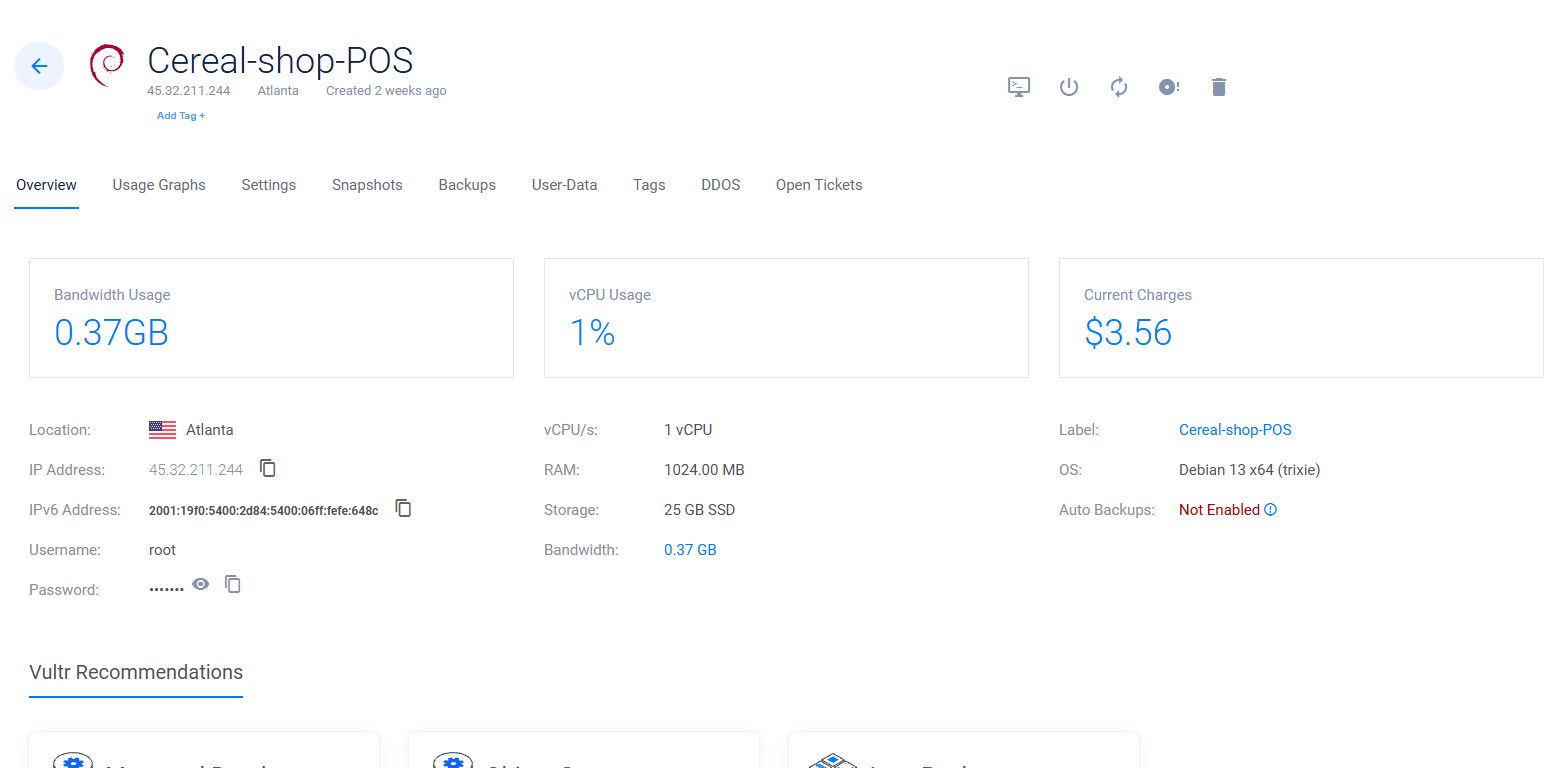 Cereal-shop-POS
45.32.211.244 Atlanta Created 2 weeks ago
Add Tag +
Overview Usage Graphs Settings Snapshots Backups User-Data Tags DDOS Open Tickets
Bandwidth Usage vCPU Usage Current Charges
0.37GB 1% $3.56
Location: Atlanta vCPU/s: 1 vCPU Label: Cereal-shop-POS
IP Address: 45.32.211.244 RAM: 1024.00 MB OS: Debian 13 x64 (trixie)
IPv6 Address: 2001:19f0:5400:2d84:5400:06ff:fefe:648c Storage: 25 GB SSD Auto Backups: Not Enabled
Username: root Bandwidth: 0.37 GB
Password: •••••••
Vultr Recommendations